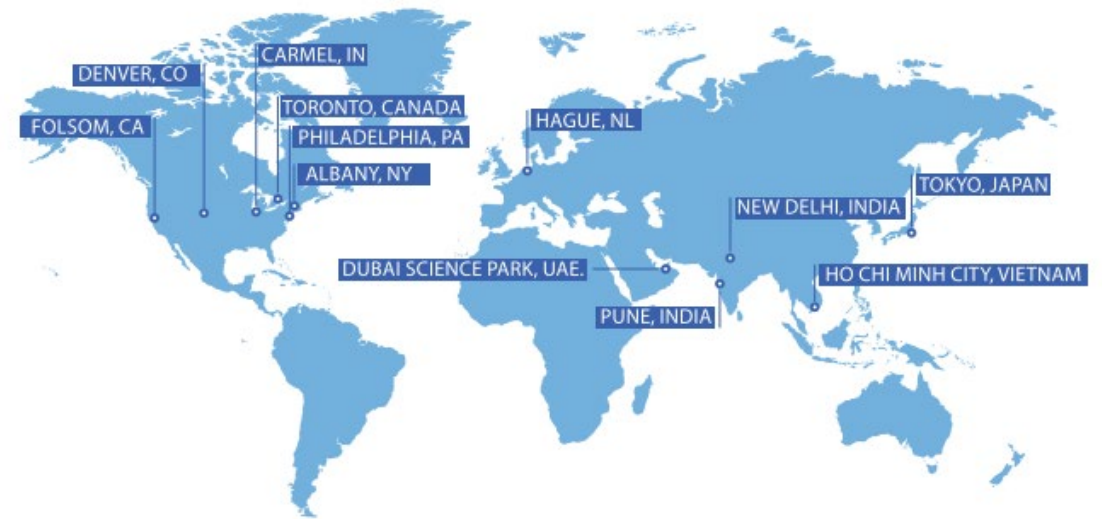 CARMEL, IN
DENVER, CO
TORONTO, CANADA
FOLSOM, CA
HAGUE, NL
PHILADELPHIA, PA
ALBANY, NY
TOKYO, JAPAN
NEW DELHI, INDIA
DUBAI SCIENCE PARK, UAE.
HO CHI MINH CITY, VIETNAM
PUNE, INDIA